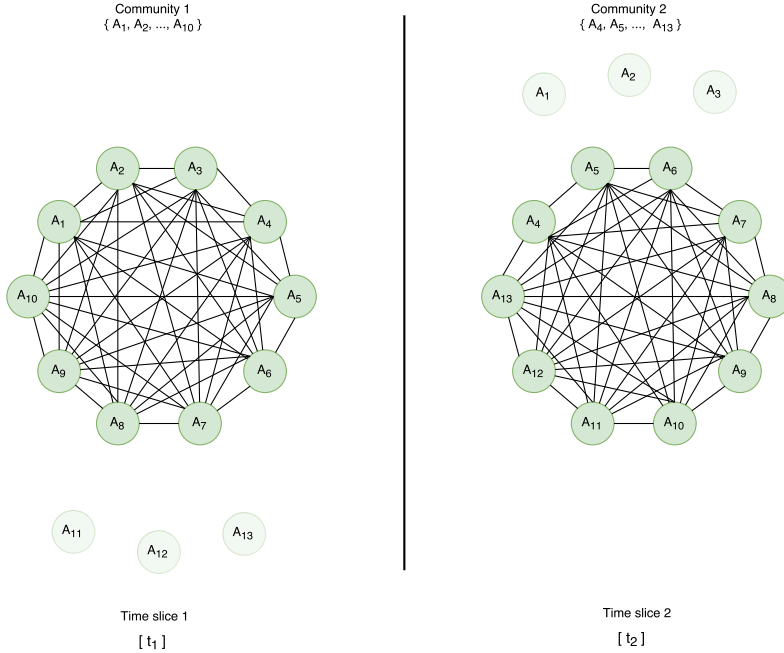 Community 1
{ A1, A2, ..., A10 }
A2
A3
A1
A4
A10
A5
A9
A6
A8
A7
A11
A12
A13
Time slice 1
[ t1 ]
Community 2
{ A4, A5, ..., A13 }
A1
A2
A3
A5
A6
A4
A7
A13
A8
A12
A9
A11
A10
Time slice 2
[ t2 ]